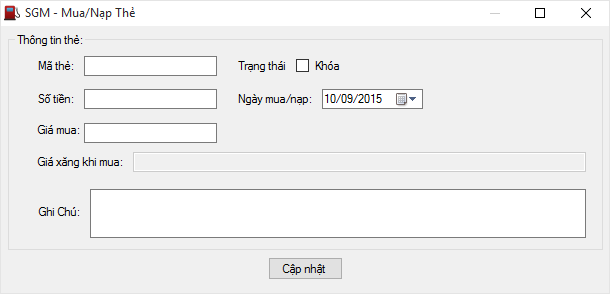 SGM - Mua/Nạp Thẻ
Thông tin thẻ:
Mã thẻ: Trạng thái Khóa
Số tiền: Ngày mua/nạp: 10/09/2015
Giá mua:
Giá xăng khi mua:
Ghi Chú:
Cập nhật